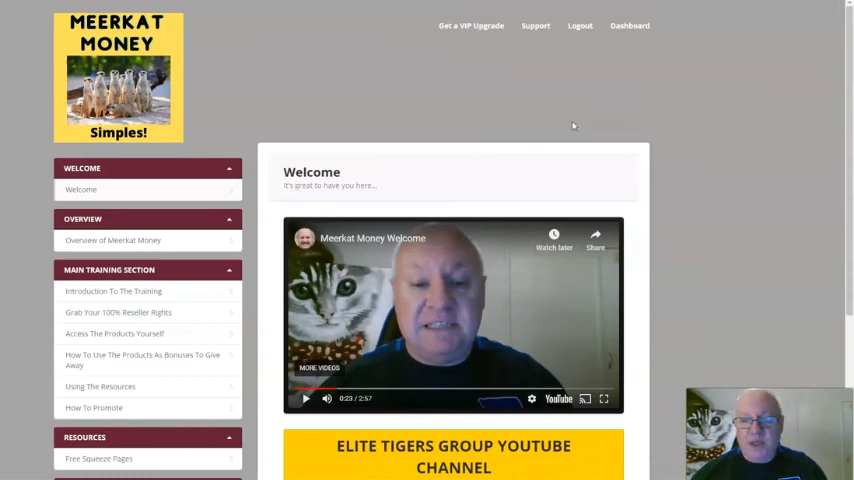 MEERKAT
MONEY
Simples!
Get a VIP Upgrade
Support
Logout
Dashboard
WELCOME
Welcome
OVERVIEW
Overview of Meerkat Money
MAIN TRAINING SECTION
Introduction To The Training
Grab Your 100% Reseller Rights
Access The Products Yourself
How To Use The Products As Bonuses To Give
Away
Using The Resources
How To Promote
RESOURCES
Free Squeeze Pages
Welcome
It's great to have you here...
Meerkat Money Welcome
Watch later
Share
MORE VIDEOS
0:23 / 2:57
YouTube
ELITE TIGERS GROUP YOUTUBE
CHANNEL